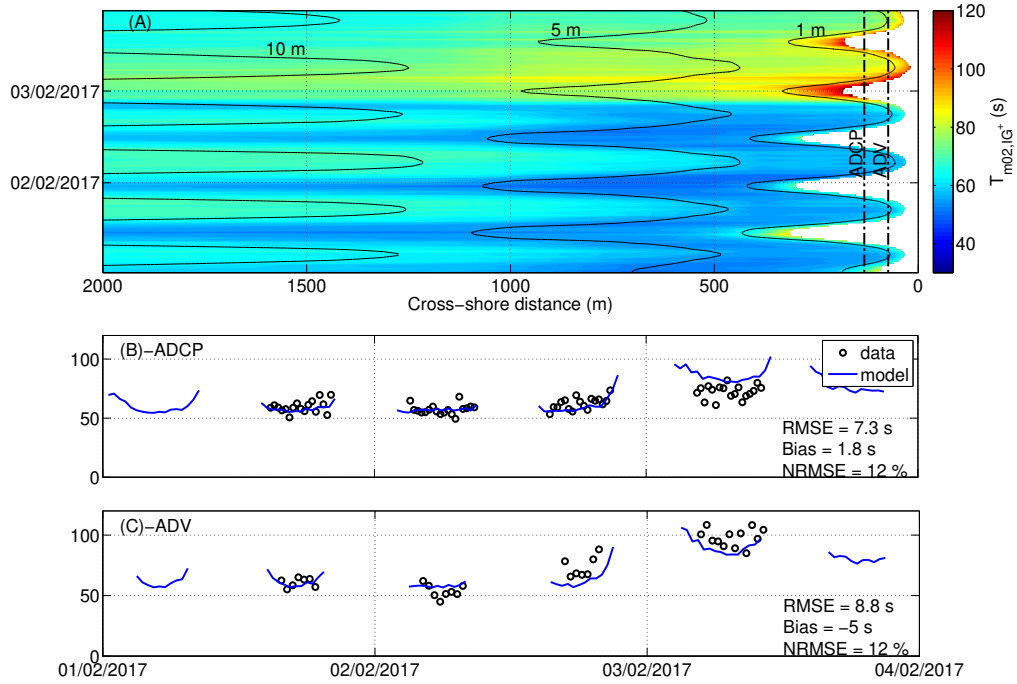 (A)
10 m
5 m
1 m
ADCP
ADV
03/02/2017
02/02/2017
2000
1500
1000
500
0
Cross−shore distance (m)
120
100
80
60
40
T_m02,IG+ (s)
(B)−ADCP
100
50
0
data
model
RMSE = 7.3 s
Bias = 1.8 s
NRMSE = 12 %
(C)−ADV
100
50
0
RMSE = 8.8 s
Bias = −5 s
NRMSE = 12 %
01/02/2017
02/02/2017
03/02/2017
04/02/2017